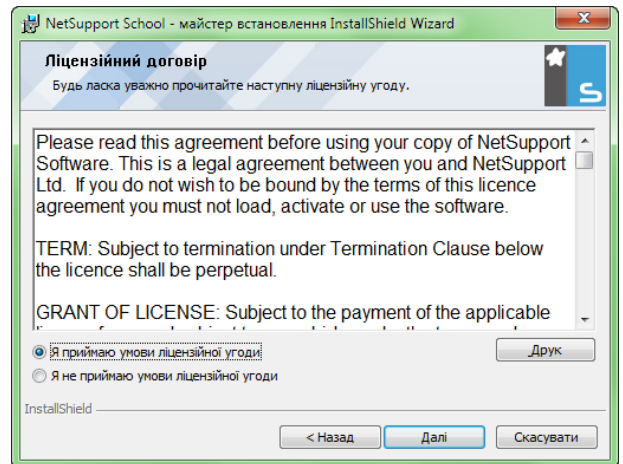 NetSupport School - майстер встановлення InstallShield Wizard
Ліцензійний договір
Будь ласка уважно прочитайте наступну ліцензійну угоду.
S
Please read this agreement before using your copy of NetSupport
Software. This is a legal agreement between you and NetSupport
Ltd. If you do not wish to be bound by the terms of this licence
agreement you must not load, activate or use the software.
TERM: Subject to termination under Termination Clause below
the licence shall be perpetual.
GRANT OF LICENSE: Subject to the payment of the applicable
Я приймаю умови ліцензійної угоди
Друк
Я не приймаю умови ліцензійної угоди
InstallShield
< Назад
Далі
Скасувати